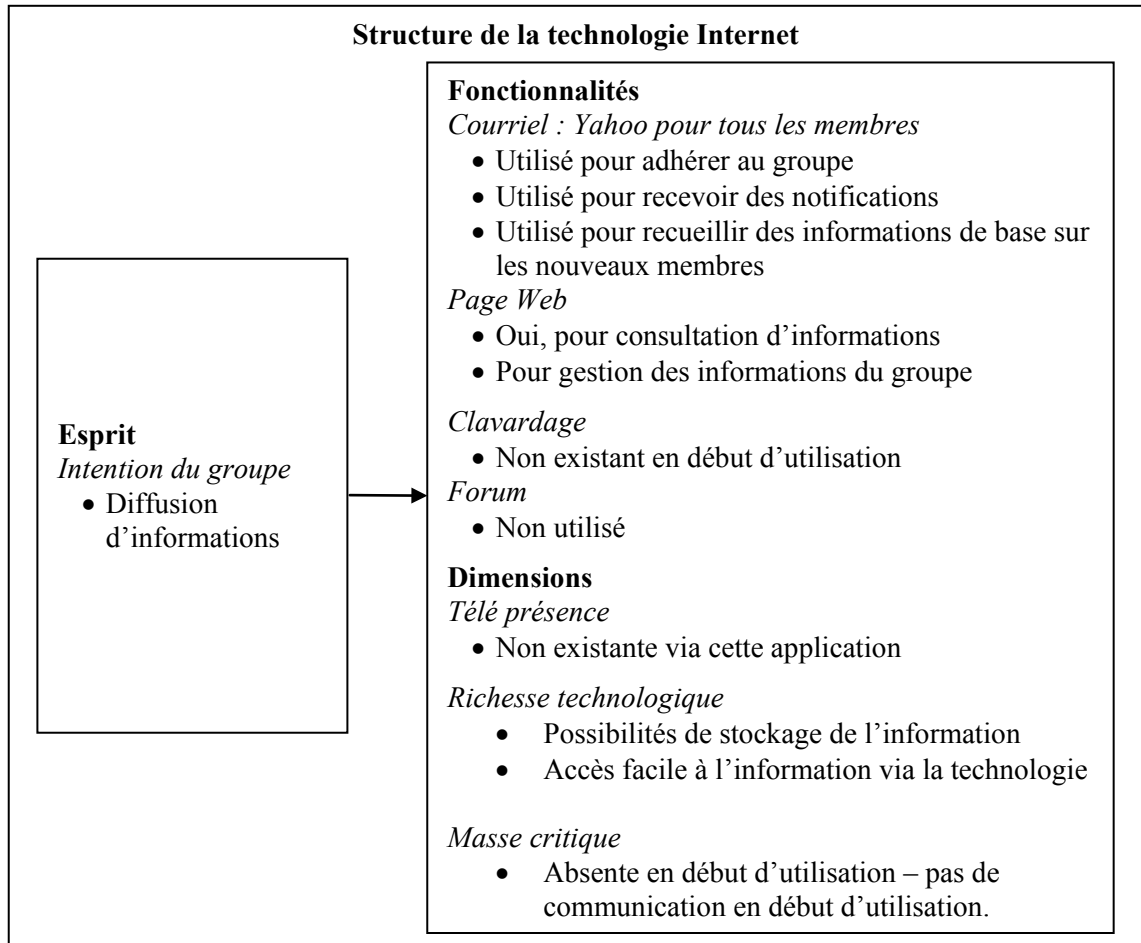 Structure de la technologie Internet
Esprit
Intention du groupe
• Diffusion
d’informations
Fonctionnalités
Courriel : Yahoo pour tous les membres
• Utilisé pour adhérer au groupe
• Utilisé pour recevoir des notifications
• Utilisé pour recueillir des informations de base sur
les nouveaux membres
Page Web
• Oui, pour consultation d’informations
• Pour gestion des informations du groupe
Clavardage
• Non existant en début d’utilisation
Forum
• Non utilisé
Dimensions
Télé présence
• Non existante via cette application
Richesse technologique
• Possibilités de stockage de l’information
• Accès facile à l’information via la technologie
Masse critique
• Absente en début d’utilisation – pas de
communication en début d’utilisation.